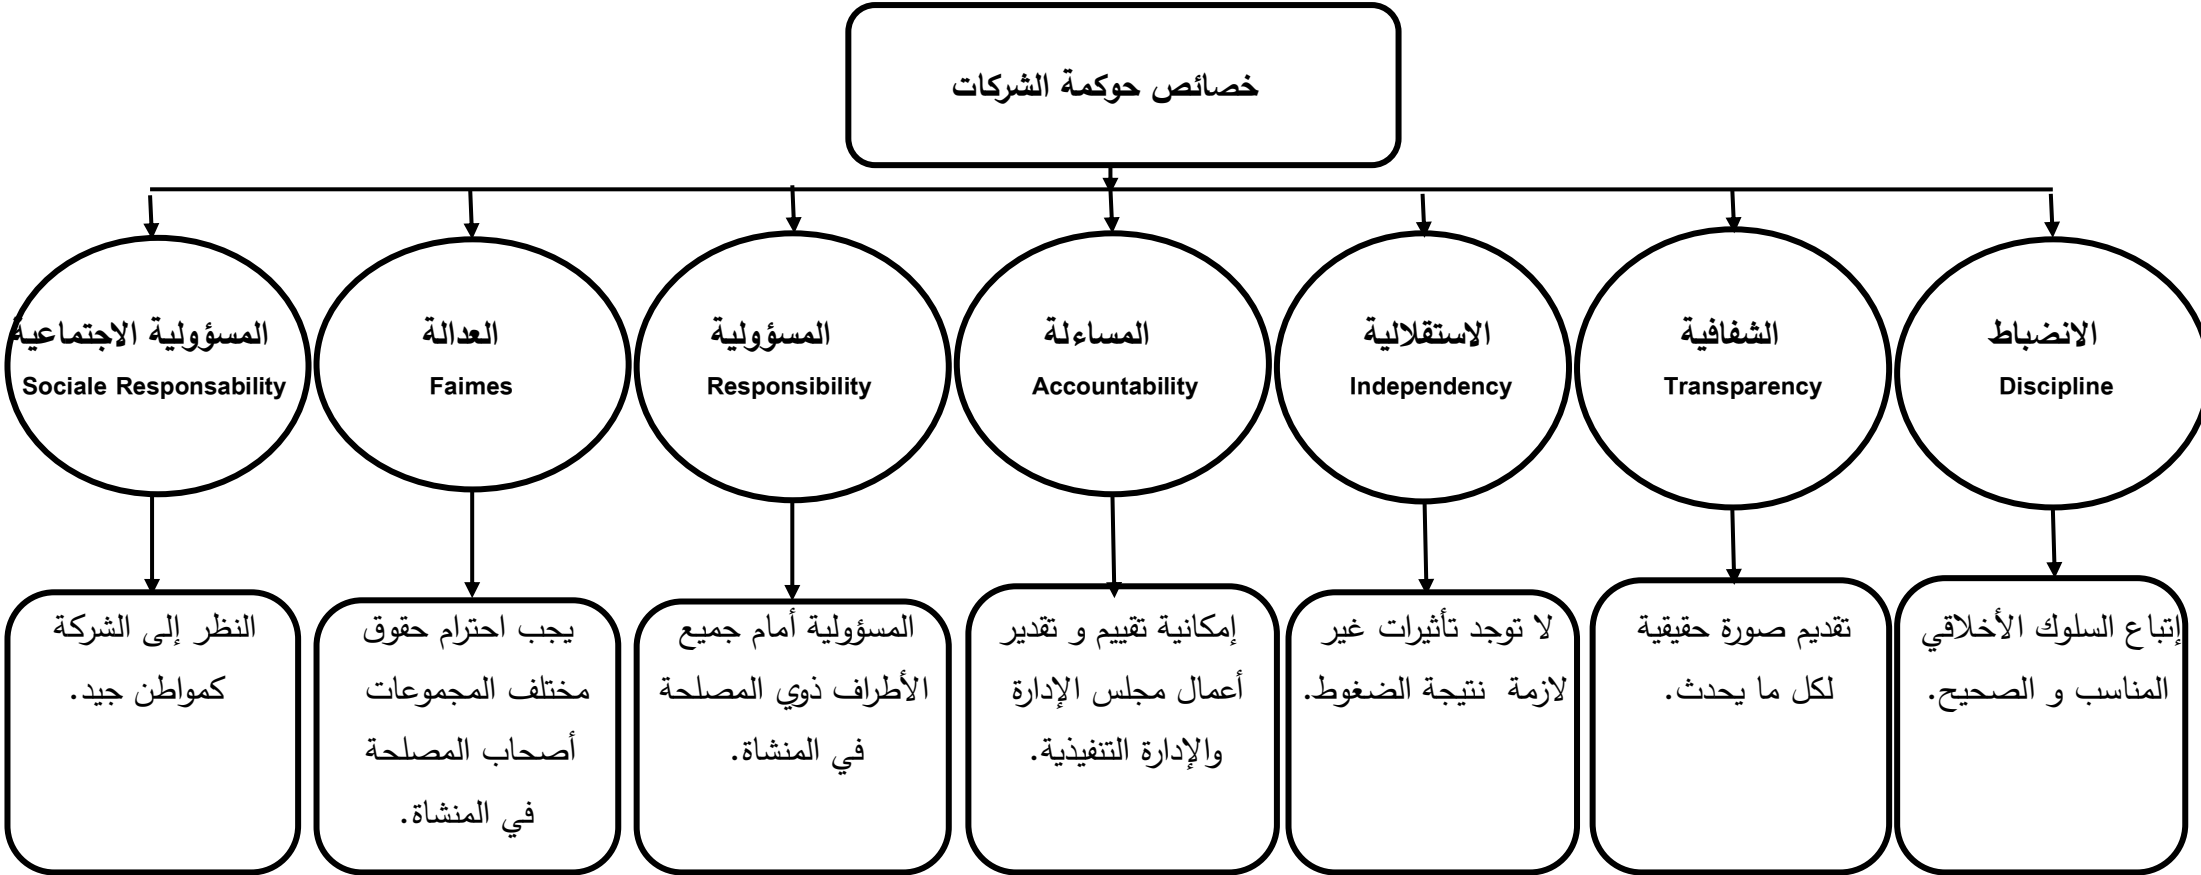 خصائص حوكمة الشركات
الانضباط
Discipline
الشفافية
Transparency
الاستقلالية
Independency
المساءلة
Accountability
المسؤولية
Responsibility
العدالة
Faimes
المسؤولية الاجتماعية
Sociale Responsability
إتباع السلوك الأخلاقي
المناسب و الصحيح.
تقديم صورة حقيقية
لكل ما يحدث.
لا توجد تأثيرات غير
لازمة نتيجة الضغوط.
إمكانية تقييم و تقدير
أعمال مجلس الإدارة
والإدارة التنفيذية.
المسؤولية أمام جميع
الأطراف ذوي المصلحة
في المنشاة.
يجب احترام حقوق
مختلف المجموعات
أصحاب المصلحة
في المنشاة.
النظر إلى الشركة
كمواطن جيد.